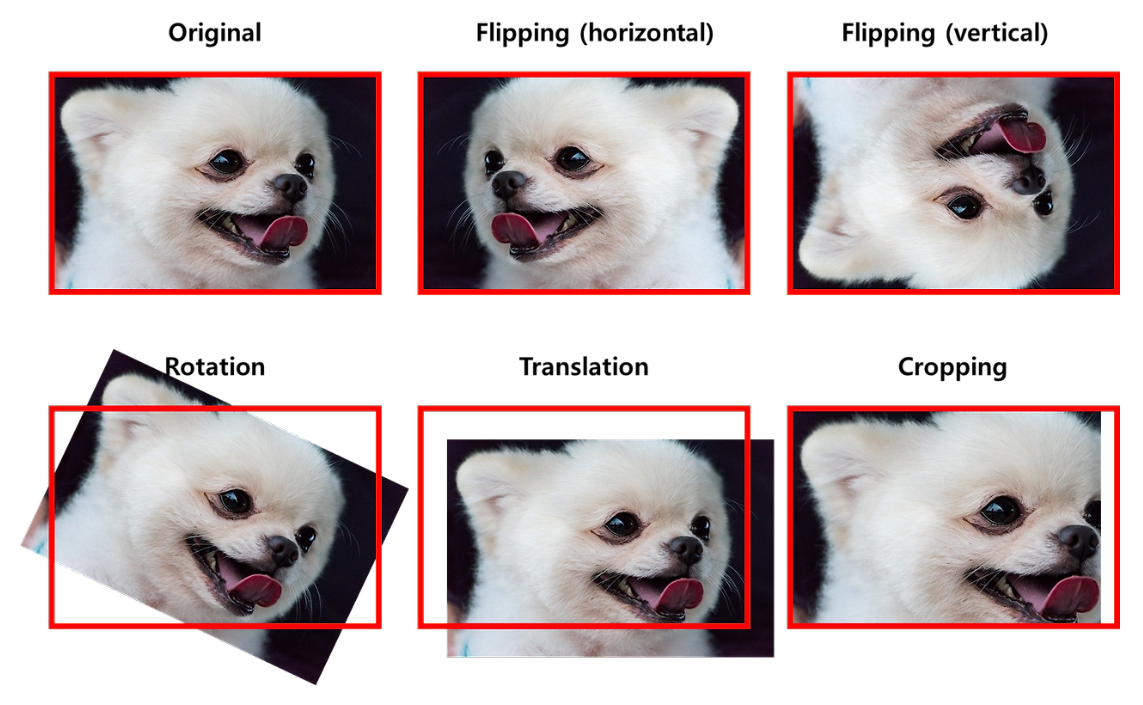 Original
Flipping (horizontal)
Flipping (vertical)
Rotation
Translation
Cropping